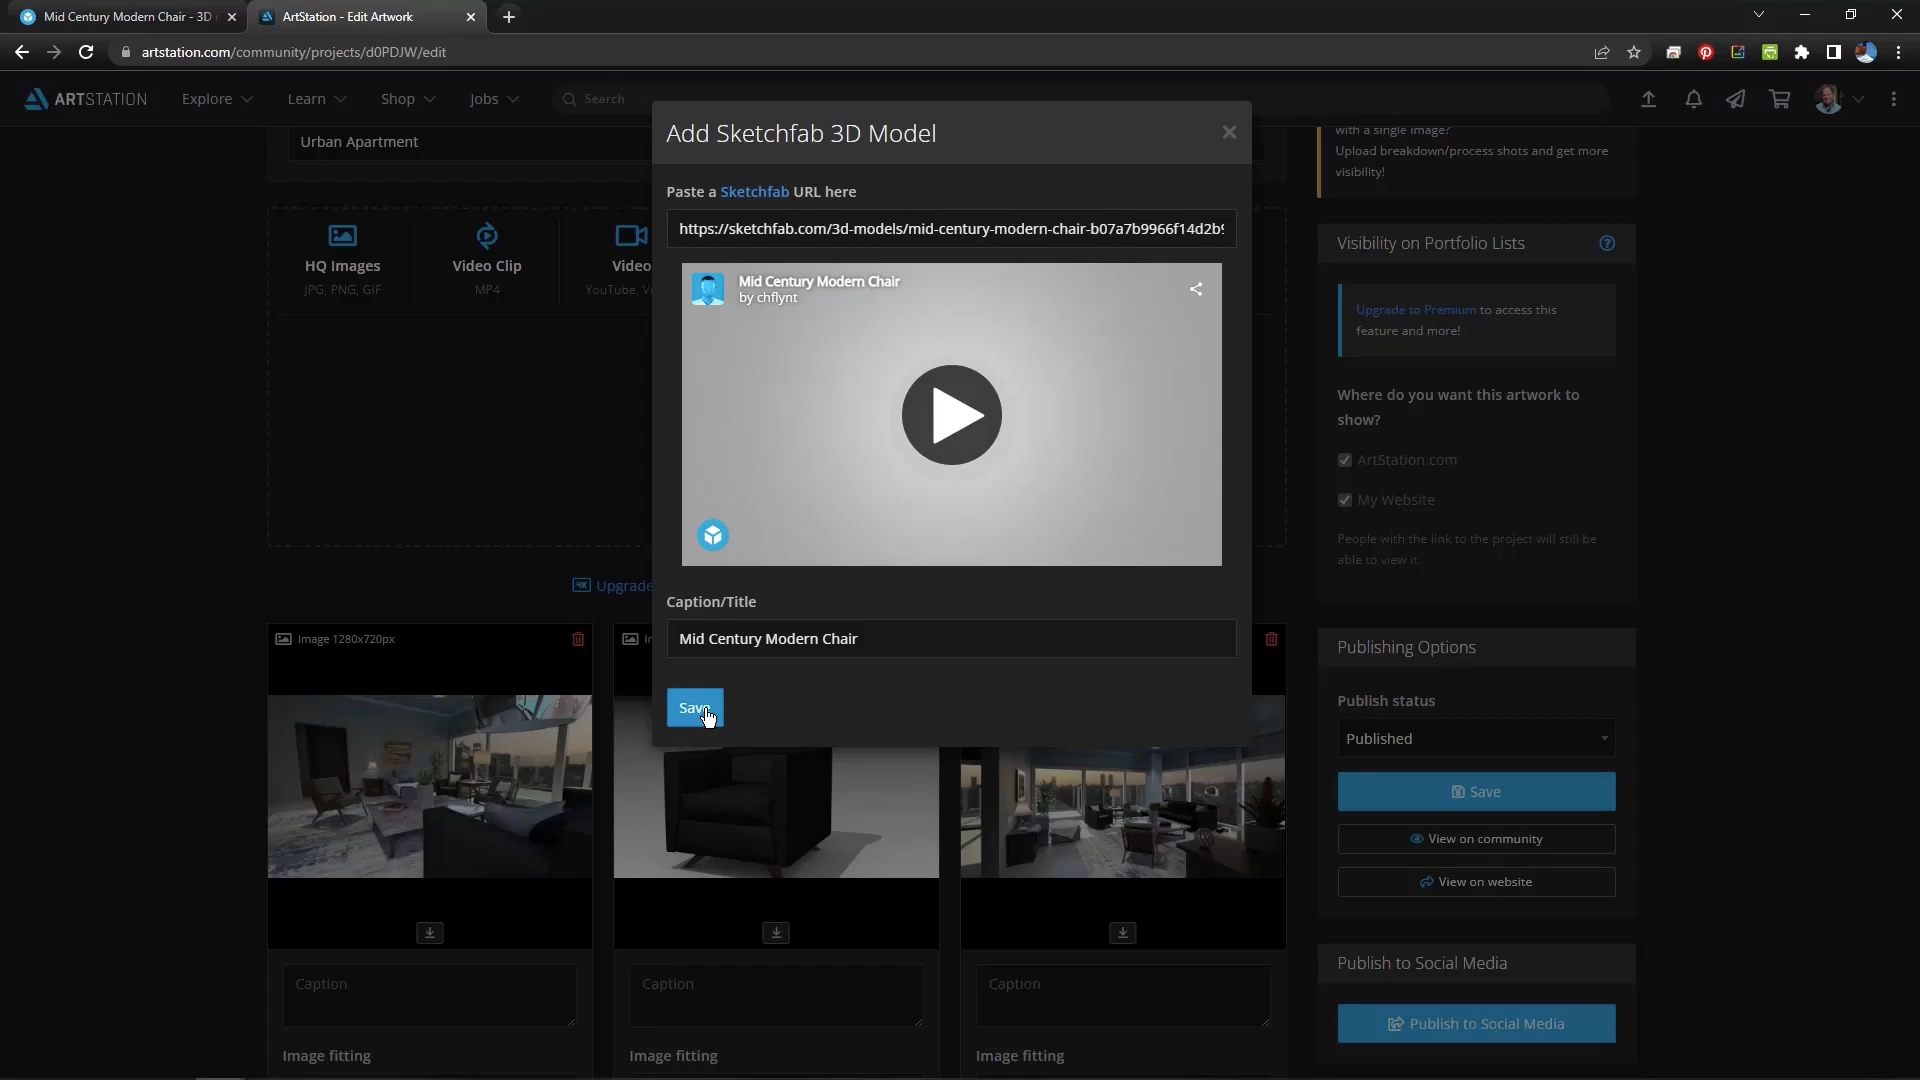 Mid Century Modern Chair - 3D
ArtStation - Edit Artwork
artstation.com/community/projects/d0PDJW/edit
ARTSTATION
Explore
Learn
Shop
Jobs
Search
Add Sketchfab 3D Model
Urban Apartment
with a single image?
Upload breakdown/process shots and get more
visibility!
Paste a Sketchfab URL here
https://sketchfab.com/3d-models/mid-century-modern-chair-b07a7b9966f14d2b9
HQ Images
JPG, PNG, GIF
Video Clip
MP4
Video
YouTube, Vi
Mid Century Modern Chair
by chflynt
Visibility on Portfolio Lists
Upgrade to Premium to access this
feature and more!
Where do you want this artwork to
show?
ArtStation.com
My Website
People with the link to the project will still be
able to view it.
4K Upgrade
Caption/Title
Mid Century Modern Chair
Save
Image 1280x720px
Publishing Options
Publish status
Published
Save
View on community
View on website
Publish to Social Media
Publish to Social Media
Caption
Caption
Caption
Image fitting
Image fitting
Image fitting